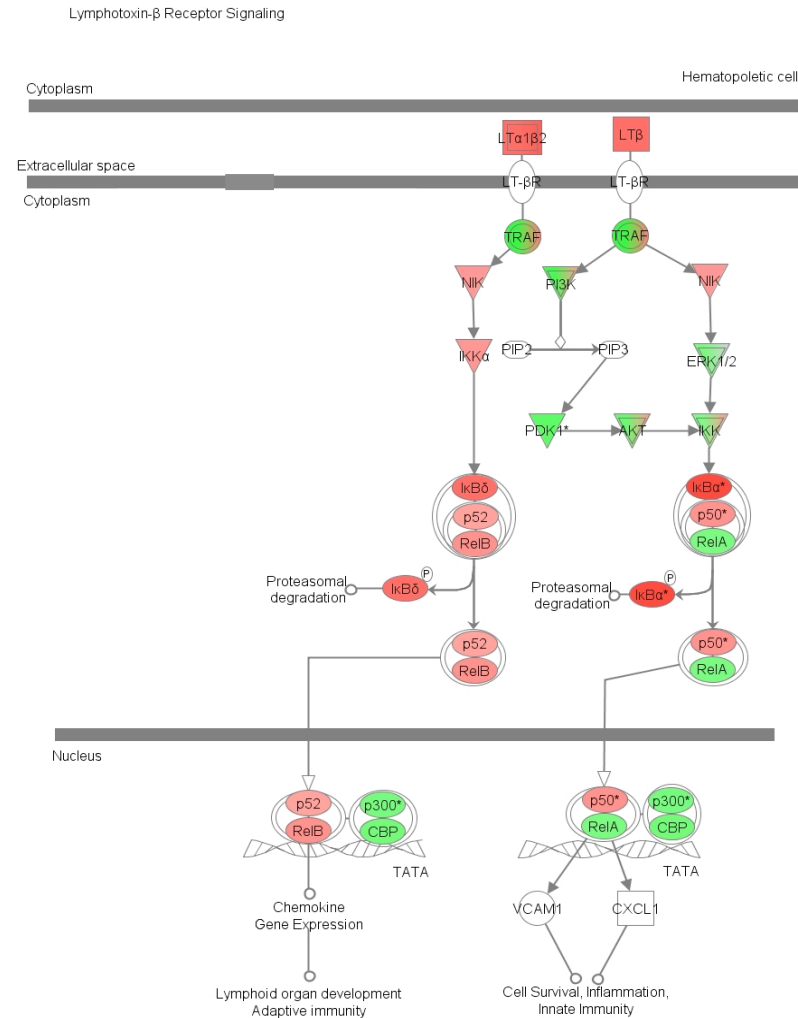 Lymphotoxin-β Receptor Signaling
Hematopoletic cell
Cytoplasm
LTα1β2
LTβ
Extracellular space
LT-βR
LT-βR
Cytoplasm
TRAF
TRAF
NIK
PI3K
NIK
IKKα
PIP2
PIP3
ERK1/2
PDK1*
AKT
IKK
IκBδ
IκBα*
p52
p50*
RelB
RelA
P
P
Proteasomal
degradation
IκBδ
Proteasomal
degradation
IκBα*
p52
p50*
RelB
RelA
Nucleus
p52
p300*
p50*
p300*
RelB
CBP
RelA
CBP
TATA
TATA
Chemokine
Gene Expression
VCAM1
CXCL1
Lymphoid organ development
Adaptive immunity
Cell Survival, Inflammation,
Innate Immunity